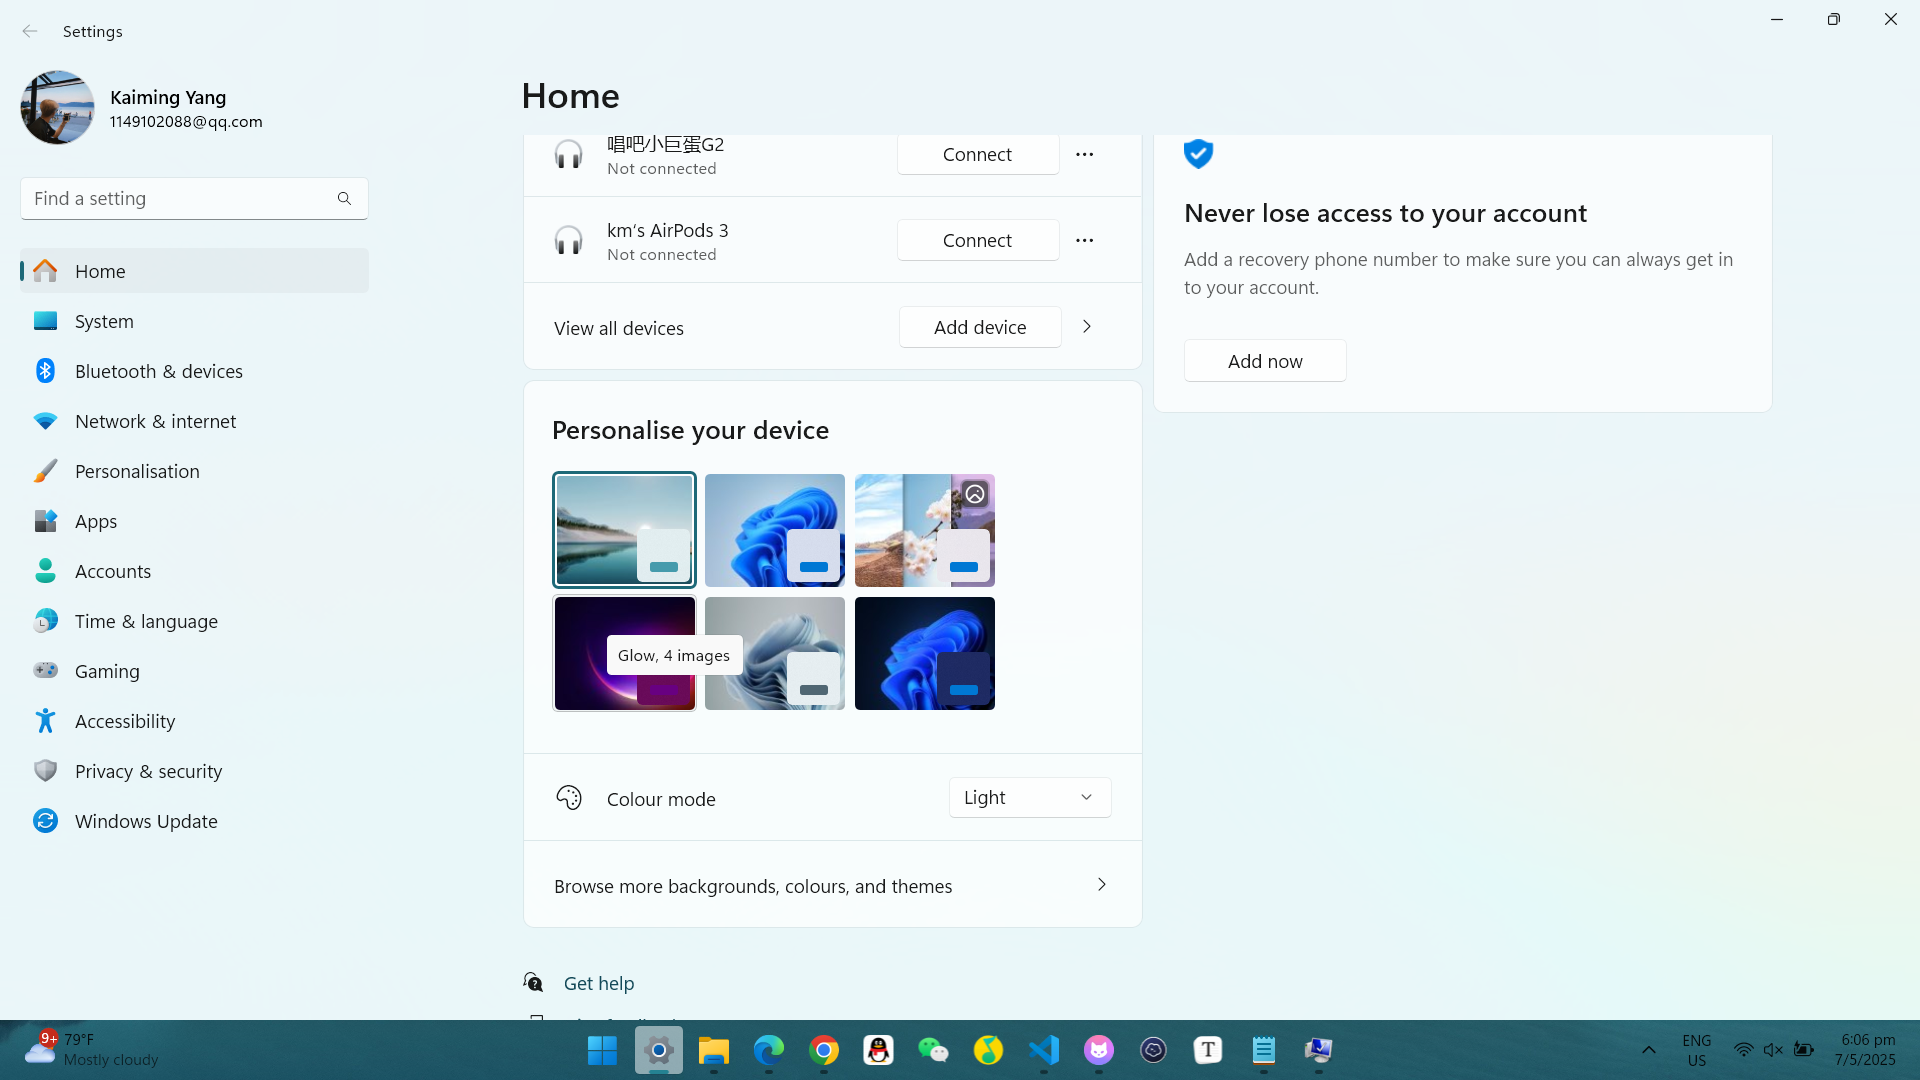 Settings
Kaiming Yang
1149102088@qq.com
Find a setting
Home
System
Bluetooth & devices
Network & internet
Personalisation
Apps
Accounts
Time & language
Gaming
Accessibility
Privacy & security
Windows Update
Home
唱吧小巨蛋G2
Not connected
Connect
km's AirPods 3
Not connected
Connect
View all devices
Add device
Personalise your device
Glow, 4 images
Colour mode
Light
Browse more backgrounds, colours, and themes
Get help
Never lose access to your account
Add a recovery phone number to make sure you can always get in
to your account.
Add now
9+
79°F
Mostly cloudy
T
ENG
US
6:06 pm
7/5/2025